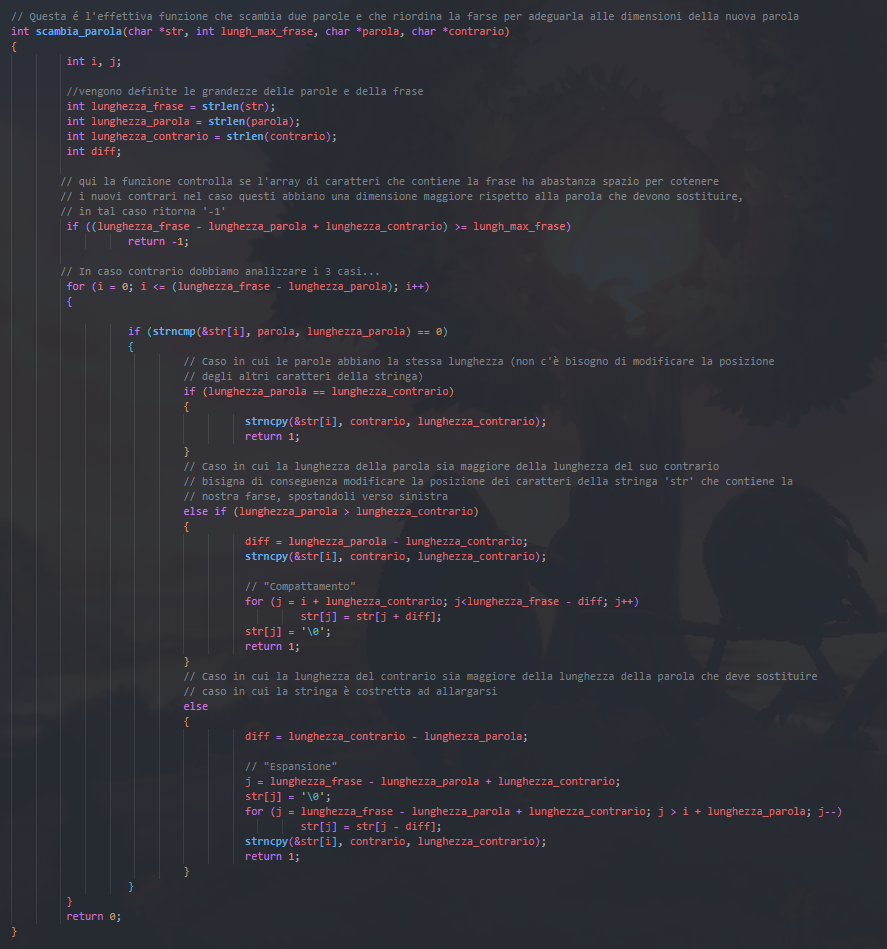 // Questa é l'effettiva funzione che scambia due parole e che riordina la farse per adeguarla alle dimensioni della nuova parola
int scambia_parola(char *str, int lungh_max_frase, char *parola, char *contrario)
{
int i, j;
//vengono definite le grandezze delle parole e della frase
int lunghezza_frase = strlen(str);
int lunghezza_parola = strlen(parola);
int lunghezza_contrario = strlen(contrario);
int diff;
// qui la funzione controlla se l'array di caratteri che contiene la frase ha abastanza spazio per cotenere
// i nuovi contrari nel caso questi abbiano una dimensione maggiore rispetto alla parola che devono sostituire,
// in tal caso ritorna '-1'
if ((lunghezza_frase - lunghezza_parola + lunghezza_contrario) >= lungh_max_frase)
return -1;
// In caso contrario dobbiamo analizzare i 3 casi...
for (i = 0; i <= (lunghezza_frase - lunghezza_parola); i++)
{
if (strncmp(&str[i], parola, lunghezza_parola) == 0)
{
// Caso in cui le parole abbiano la stessa lunghezza (non c'è bisogno di modificare la posizione
// degli altri caratteri della stringa)
if (lunghezza_parola == lunghezza_contrario)
{
strncpy(&str[i], contrario, lunghezza_contrario);
return 1;
}
// Caso in cui la lunghezza della parola sia maggiore della lunghezza del suo contrario
// bisigna di conseguenza modificare la posizione dei caratteri della stringa 'str' che contiene la
// nostra farse, spostandoli verso sinistra
else if (lunghezza_parola > lunghezza_contrario)
{
diff = lunghezza_parola - lunghezza_contrario;
strncpy(&str[i], contrario, lunghezza_contrario);
// "Compattamento"
for (j = i + lunghezza_contrario; j<lunghezza_frase - diff; j++)
str[j] = str[j + diff];
str[j] = '\0';
return 1;
}
// Caso in cui la lunghezza del contrario sia maggiore della lunghezza della parola che deve sostituire
// caso in cui la stringa è costretta ad allargarsi
else
{
diff = lunghezza_contrario - lunghezza_parola;
// "Espansione"
j = lunghezza_frase - lunghezza_parola + lunghezza_contrario;
str[j] = '\0';
for (j = lunghezza_frase - lunghezza_parola + lunghezza_contrario; j > i + lunghezza_parola; j--)
str[j] = str[j - diff];
strncpy(&str[i], contrario, lunghezza_contrario);
return 1;
}
}
}
return 0;
}